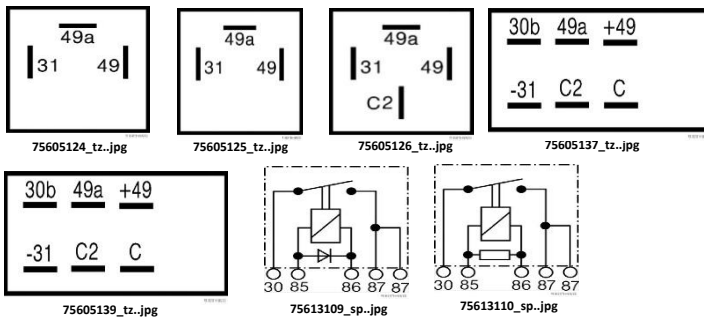 49a
31 49
75605124_tz..jpg
49a
31 49
75605125_tz..jpg
49a
31 49
C2
75605126_tz..jpg
30b 49a +49
-31 C2 C
75605137_tz..jpg
30b 49a +49
-31 C2 C
75605139_tz..jpg
30 85 86 87 87
75613109_sp..jpg
30 85 86 87 87
75613110_sp..jpg